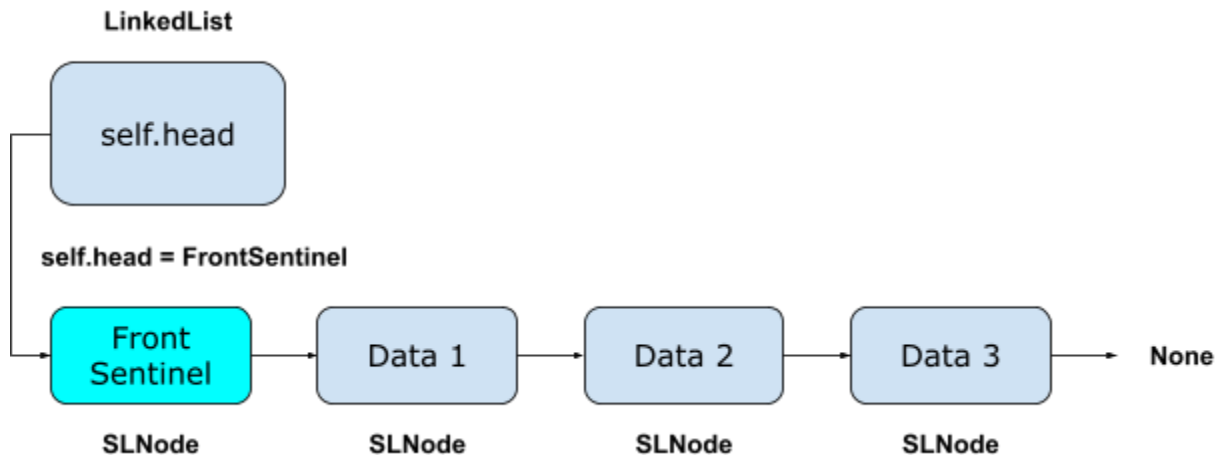 LinkedList
self.head
self.head = FrontSentinel
Front
Sentinel
Data 1
Data 2
Data 3
None
SLNode
SLNode
SLNode
SLNode